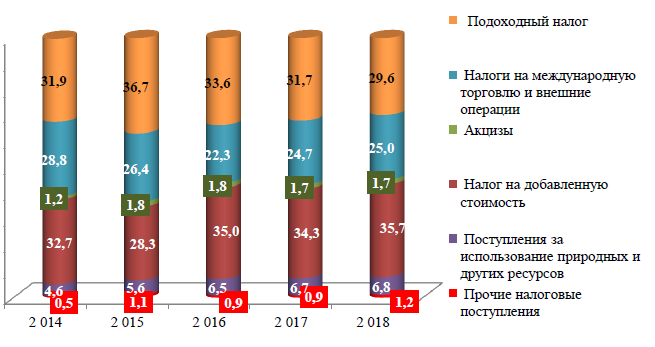 31,9
36,7
33,6
31,7
29,6
28,8
26,4
22,3
24,7
25,0
1,2
1,8
1,8
1,7
1,7
32,7
28,3
35,0
34,3
35,7
4,6
5,6
6,5
6,7
6,8
0,5
1,1
0,9
0,9
1,2
2 014
2 015
2 016
2 017
2 018
Подоходный налог
Налоги на международную
торговлю и внешние
операции
Акцизы
Налог на добавленную
стоимость
Поступления за
использование природных и
других ресурсов
Прочие налоговые
поступления